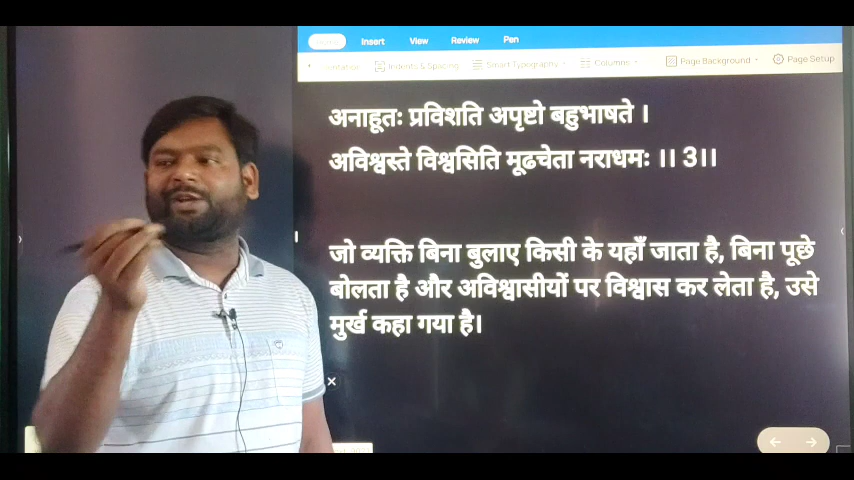 Insert View Review Pen
Indents & Spacing Smart Typography Columns Page Background Page Setup
अनाहूतः प्रविशति अपृष्टो बहुभाषते ।
अविश्वस्ते विश्वसिति मूढचेता नराधमः ।। 3।।
जो व्यक्ति बिना बुलाए किसी के यहाँ जाता है, बिना पूछे
बोलता है और अविश्वासीयों पर विश्वास कर लेता है, उसे
मुर्ख कहा गया है।